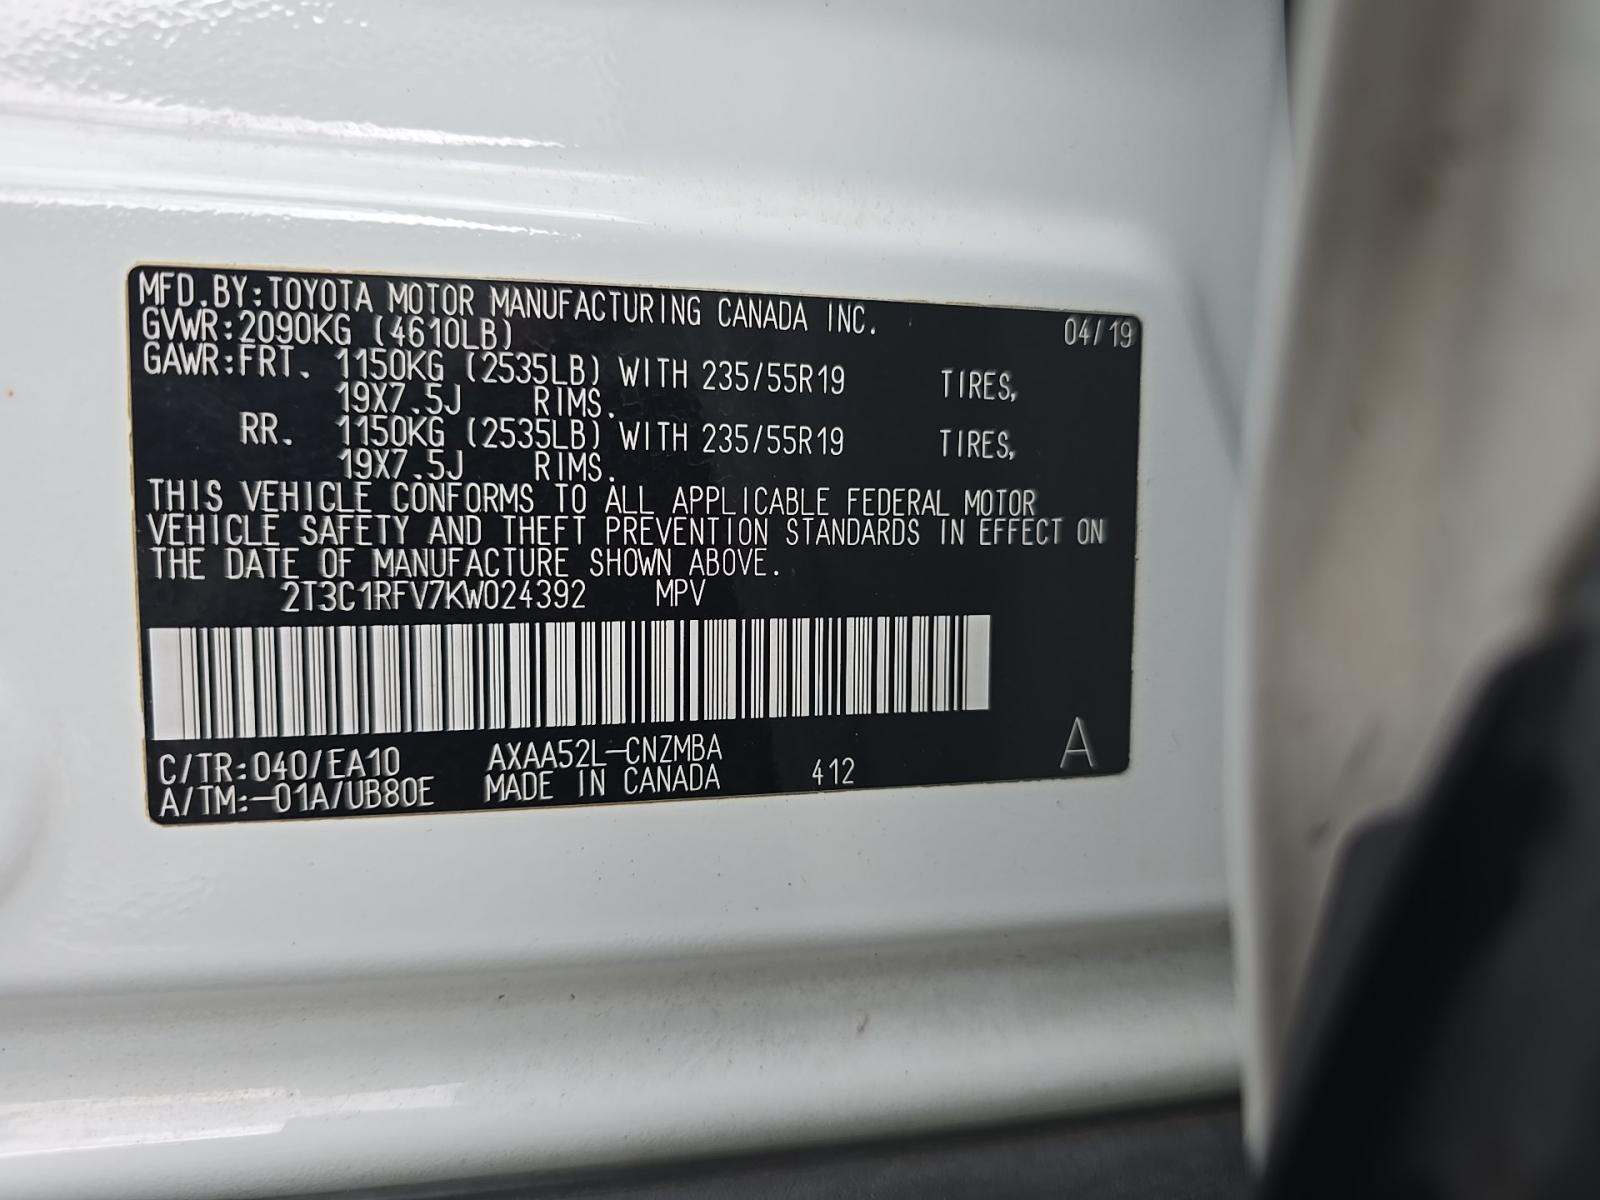 MFD.BY:TOYOTA MOTOR MANUFACTURING CANADA INC. 04/19
GVWR:2090KG (4610LB)
GAWR:FRT. 1150KG (2535LB) WITH 235/55R19 TIRES,
19X7.5J RIMS.
RR. 1150KG (2535LB) WITH 235/55R19 TIRES,
19X7.5J RIMS.
THIS VEHICLE CONFORMS TO ALL APPLICABLE FEDERAL MOTOR
VEHICLE SAFETY AND THEFT PREVENTION STANDARDS IN EFFECT ON
THE DATE OF MANUFACTURE SHOWN ABOVE.
2T3C1RFV7KW024392 MPV
C/TR:040/EA10 AXAA52L-CNZMBA A
A/TM:-01A/UB80E MADE IN CANADA 412